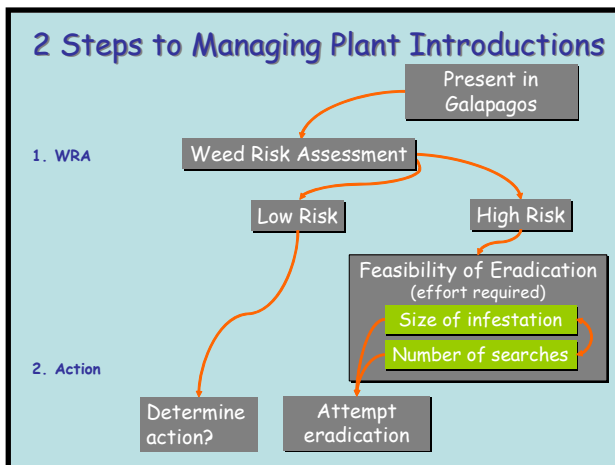 2 Steps to Managing Plant Introductions
Present in
Galapagos
1. WRA
Weed Risk Assessment
Low Risk
High Risk
Feasibility of Eradication
(effort required)
Size of infestation
Number of searches
2. Action
Determine
action?
Attempt
eradication